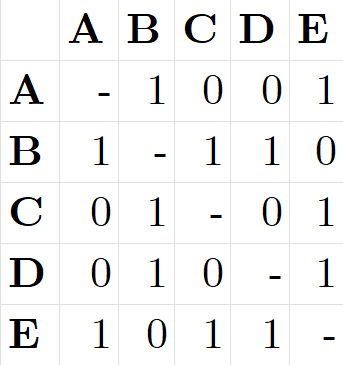 A B C D E
A - 1 0 0 1
B 1 - 1 1 0
C 0 1 - 0 1
D 0 1 0 - 1
E 1 0 1 1 -